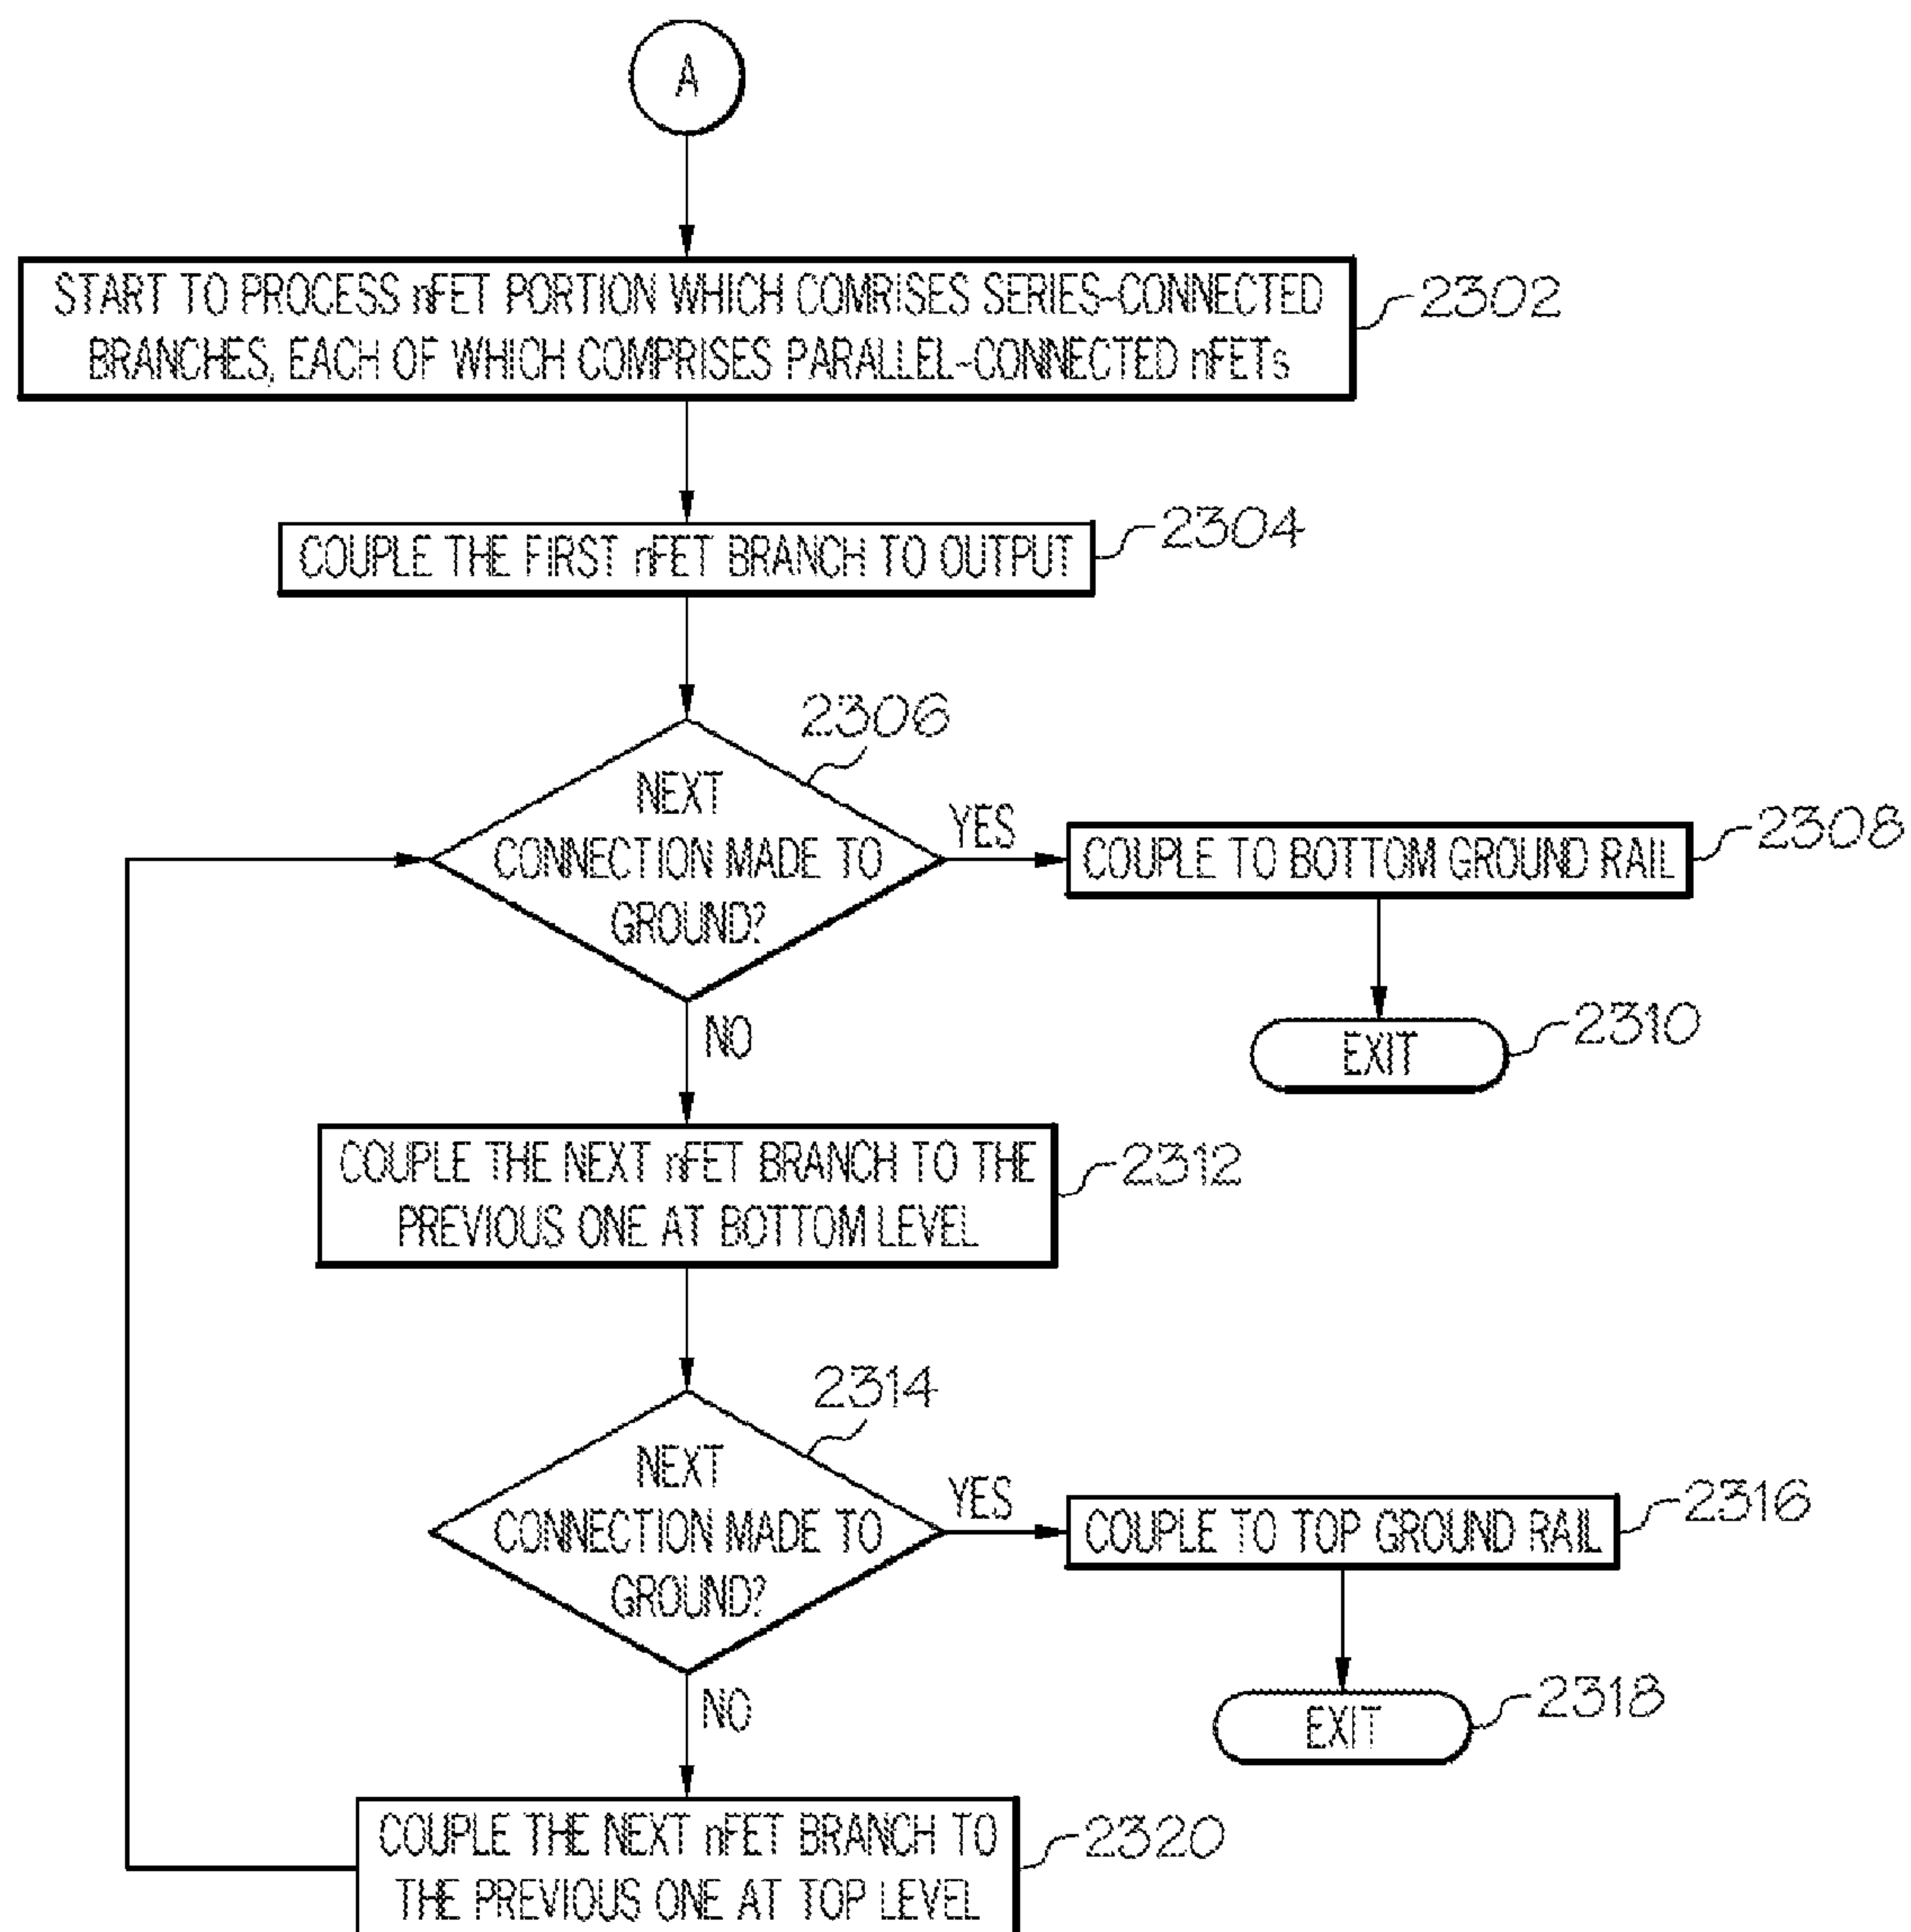 A
START TO PROCESS nFET PORTION WHICH COMRISES SERIES-CONNECTED
BRANCHES, EACH OF WHICH COMPRISES PARALLEL-CONNECTED nFETs
2302
COUPLE THE FIRST nFET BRANCH TO OUTPUT
2304
2306
NEXT
CONNECTION MADE TO
GROUND?
YES
COUPLE TO BOTTOM GROUND RAIL
2308
EXIT
2310
NO
COUPLE THE NEXT nFET BRANCH TO THE
PREVIOUS ONE AT BOTTOM LEVEL
2312
2314
NEXT
CONNECTION MADE TO
GROUND?
YES
COUPLE TO TOP GROUND RAIL
2316
EXIT
2318
NO
COUPLE THE NEXT nFET BRANCH TO
THE PREVIOUS ONE AT TOP LEVEL
2320